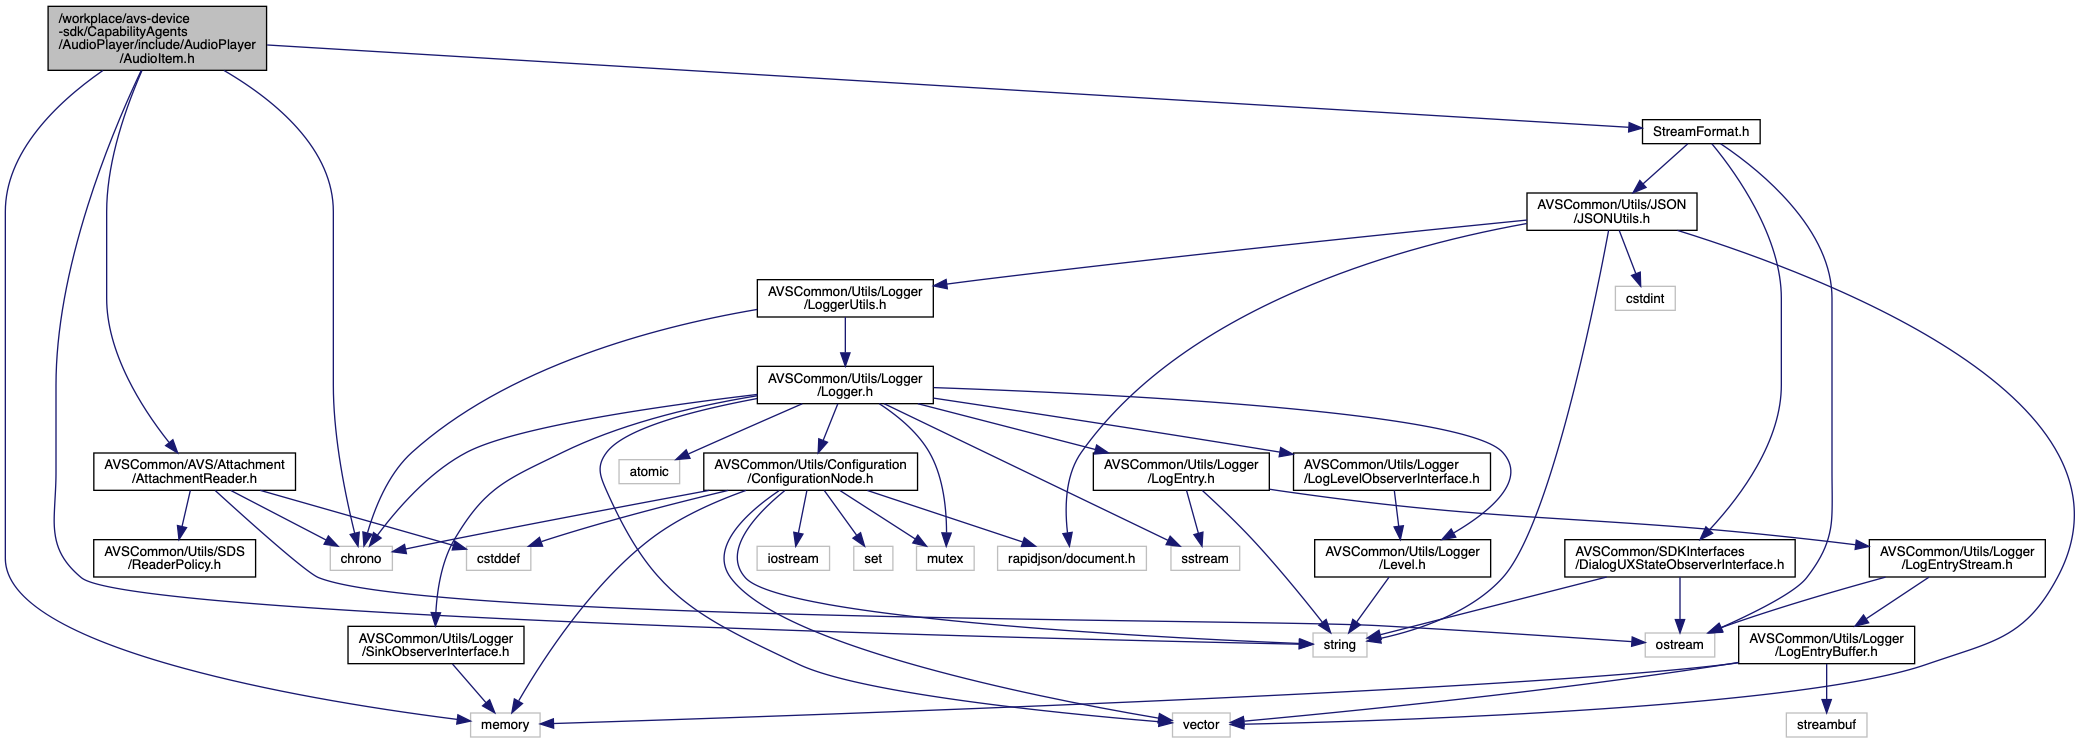 /workplace/avs-device
-sdk/CapabilityAgents
/AudioPlayer/include/AudioPlayer
/AudioItem.h
StreamFormat.h
AVSCommon/Utils/JSON
/JSONUtils.h
AVSCommon/Utils/Logger
/LoggerUtils.h
cstdint
AVSCommon/Utils/Logger
/Logger.h
AVSCommon/AVS/Attachment
/AttachmentReader.h
atomic
AVSCommon/Utils/Configuration
/ConfigurationNode.h
AVSCommon/Utils/Logger
/LogEntry.h
AVSCommon/Utils/Logger
/LogLevelObserverInterface.h
AVSCommon/Utils/SDS
/ReaderPolicy.h
chrono
cstddef
iostream
set
mutex
rapidjson/document.h
sstream
AVSCommon/Utils/Logger
/Level.h
AVSCommon/SDKInterfaces
/DialogUXStateObserverInterface.h
AVSCommon/Utils/Logger
/LogEntryStream.h
AVSCommon/Utils/Logger
/SinkObserverInterface.h
string
ostream
AVSCommon/Utils/Logger
/LogEntryBuffer.h
memory
vector
streambuf